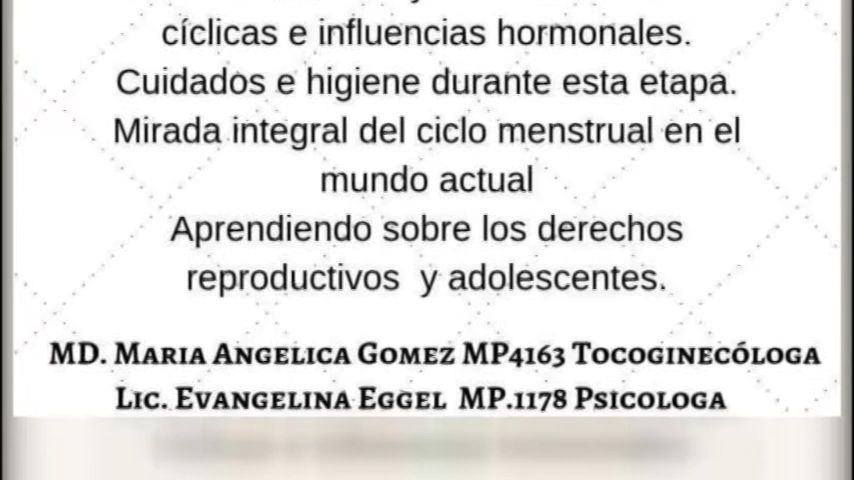 cíclicas e influencias hormonales.
Cuidados e higiene durante esta etapa.
Mirada integral del ciclo menstrual en el
mundo actual
Aprendiendo sobre los derechos
reproductivos y adolescentes.
MD. MARIA ANGELICA GOMEZ MP4163 TOCOGINECÓLOGA
LIC. EVANGELINA EGGEL MP.1178 PSICOLOGA